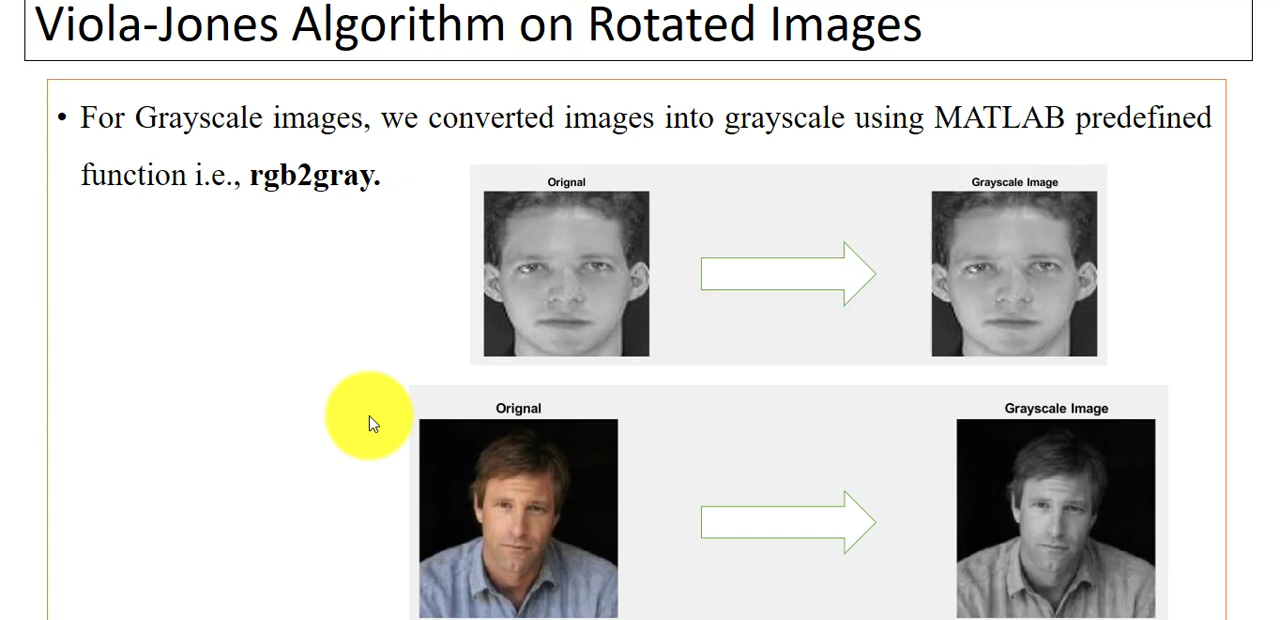 Viola-Jones Algorithm on Rotated Images
• For Grayscale images, we converted images into grayscale using MATLAB predefined
function i.e., rgb2gray.
Orignal
Grayscale Image
Orignal
Grayscale Image